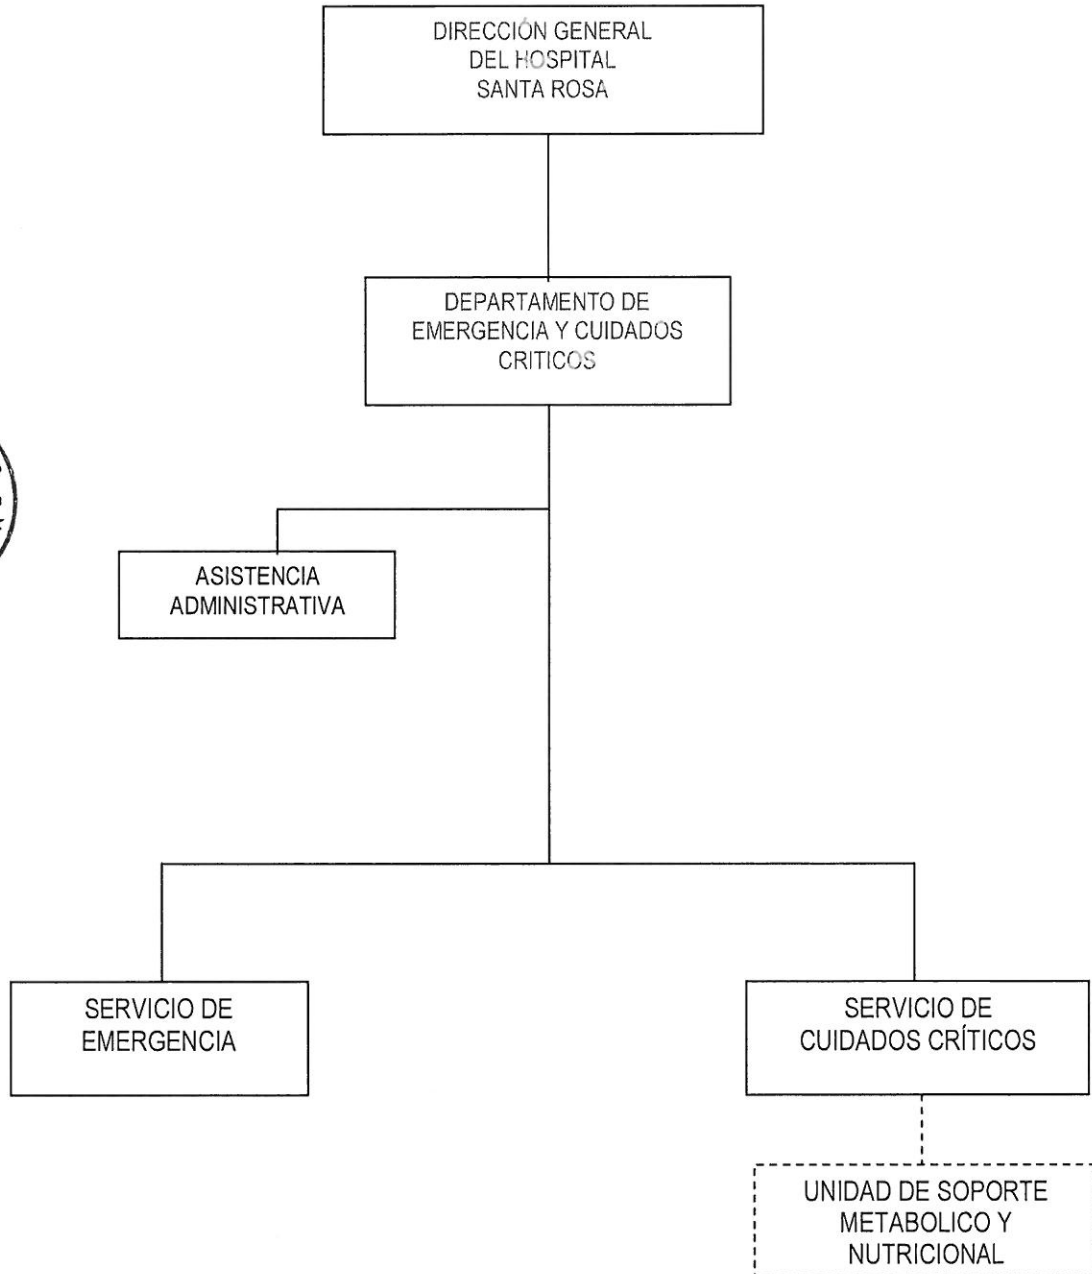 DIRECCIÓN GENERAL
DEL HOSPITAL
SANTA ROSA
DEPARTAMENTO DE
EMERGENCIA Y CUIDADOS
CRITICOS
ASISTENCIA
ADMINISTRATIVA
SERVICIO DE
EMERGENCIA
SERVICIO DE
CUIDADOS CRÍTICOS
UNIDAD DE SOPORTE
METABOLICO Y
NUTRICIONAL